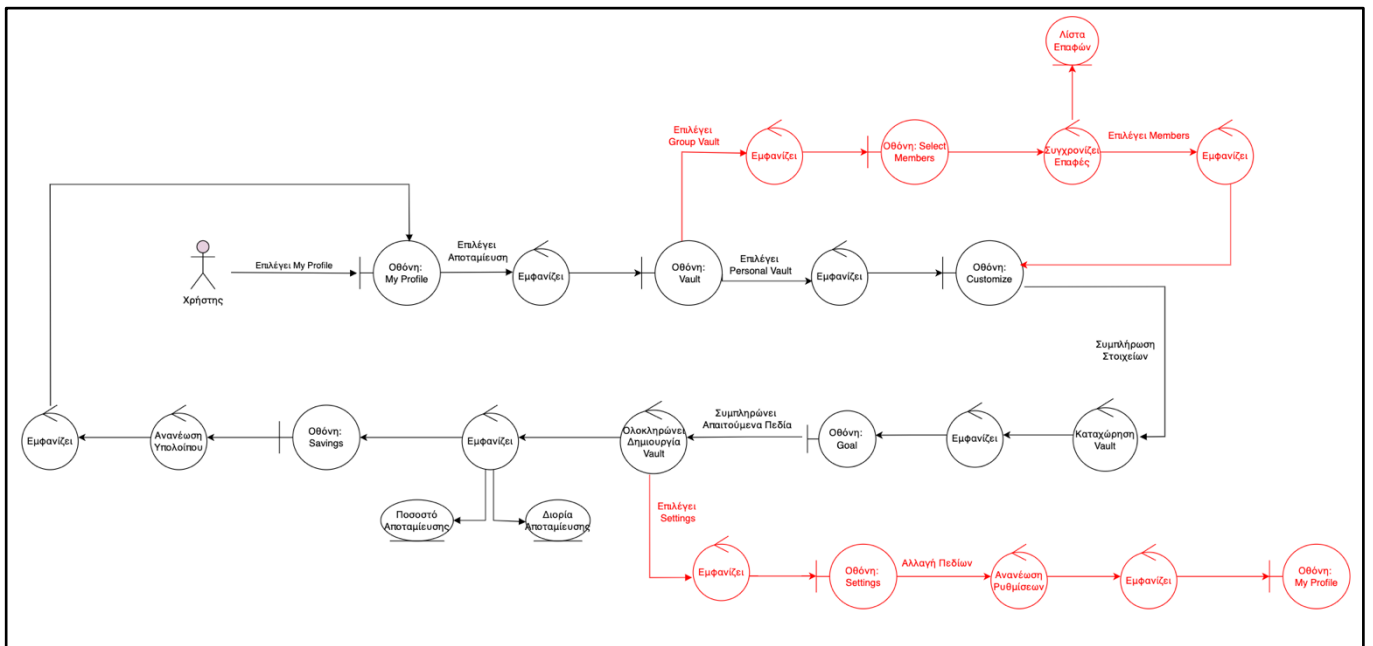 Λίστα
Επαφών
Επιλέγει
Group Vault
Εμφανίζει
Οθόνη: Select
Members
Συγχρονίζει
Επαφές
Επιλέγει Members
Εμφανίζει
Χρήστης
Επιλέγει My Profile
Οθόνη:
My Profile
Επιλέγει
Αποταμίευση
Εμφανίζει
Οθόνη:
Vault
Επιλέγει
Personal Vault
Εμφανίζει
Οθόνη:
Customize
Συμπλήρωση
Στοιχείων
Εμφανίζει
Ανανέωση
Υπολοίπου
Οθόνη:
Savings
Εμφανίζει
Ολοκληρώνει
Δημιουργία
Vault
Συμπληρώνει
Απαιτούμενα Πεδία
Οθόνη:
Goal
Εμφανίζει
Καταχώρηση
Vault
Ποσοστό
Αποταμίευσης
Διορία
Αποταμίευσης
Επιλέγει
Settings
Εμφανίζει
Οθόνη:
Settings
Αλλαγή Πεδίων
Ανανέωση
Ρυθμίσεων
Εμφανίζει
Οθόνη:
My Profile